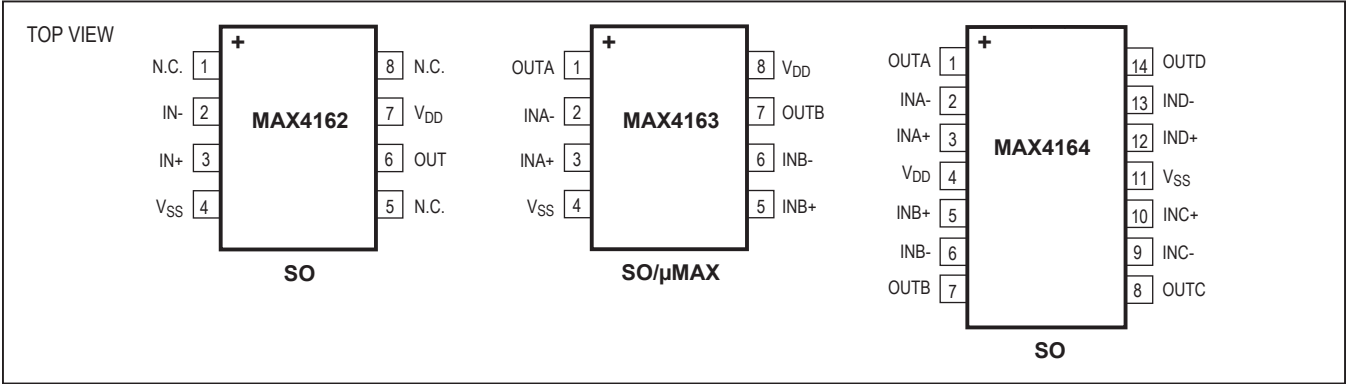 TOP VIEW
+
N.C. 1
IN- 2
IN+ 3
VSS 4
MAX4162
8 N.C.
7 VDD
6 OUT
5 N.C.
SO
+
OUTA 1
INA- 2
INA+ 3
VSS 4
MAX4163
8 VDD
7 OUTB
6 INB-
5 INB+
SO/µMAX
+
OUTA 1
INA- 2
INA+ 3
VDD 4
INB+ 5
INB- 6
OUTB 7
MAX4164
14 OUTD
13 IND-
12 IND+
11 VSS
10 INC+
9 INC-
8 OUTC
SO